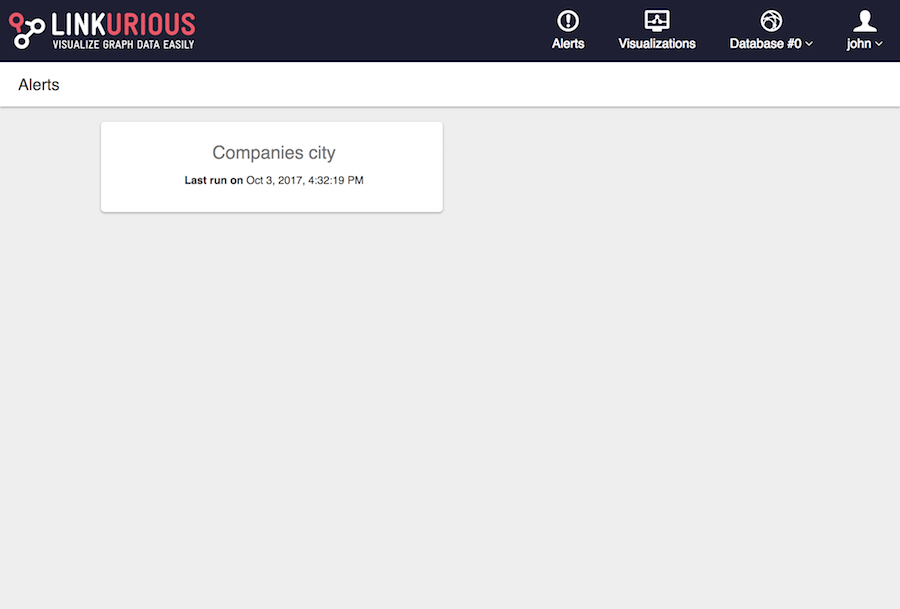 LINKURIOUS
VISUALIZE GRAPH DATA EASILY
Alerts
Visualizations
Database #0
john
Alerts
Companies city
Last run on Oct 3, 2017, 4:32:19 PM